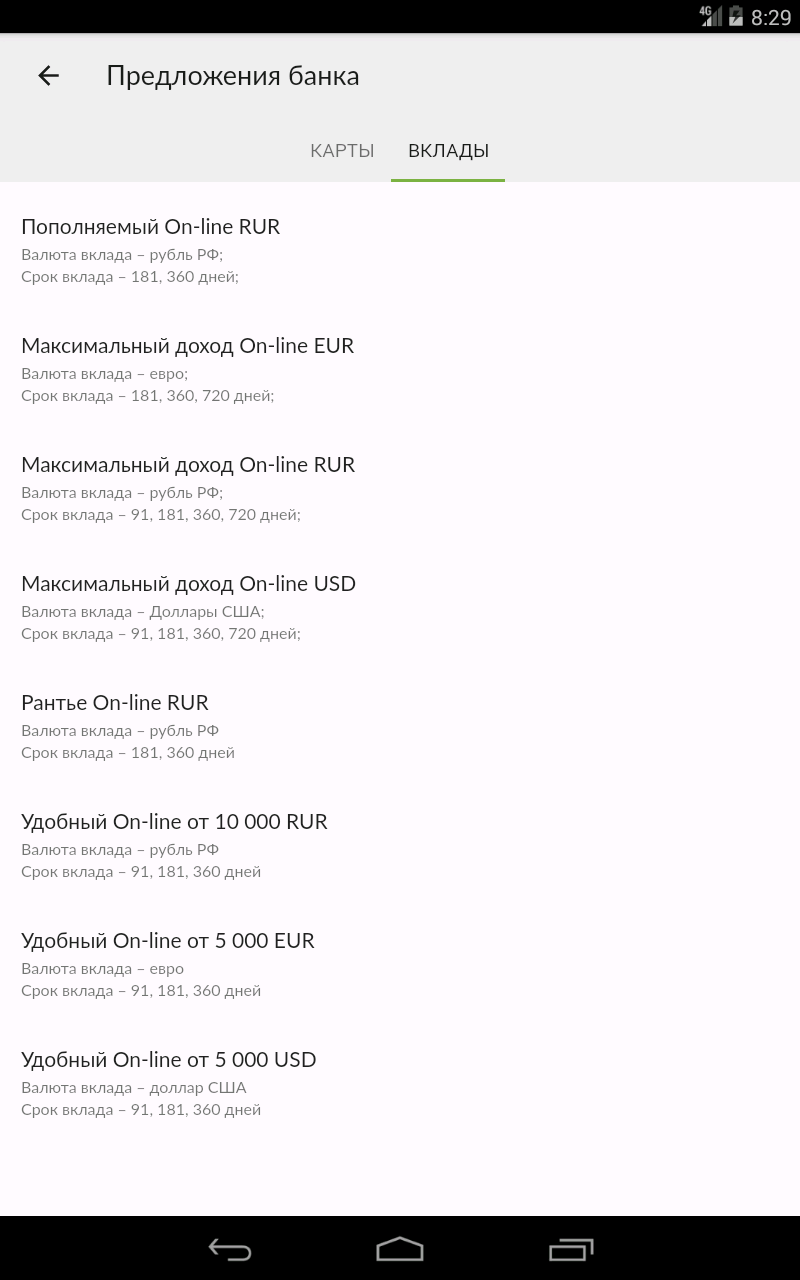 4G 8:29
Предложения банка
КАРТЫ ВКЛАДЫ
Пополняемый On-line RUR
Валюта вклада – рубль РФ;
Срок вклада – 181, 360 дней;
Максимальный доход On-line EUR
Валюта вклада – евро;
Срок вклада – 181, 360, 720 дней;
Максимальный доход On-line RUR
Валюта вклада – рубль РФ;
Срок вклада – 91, 181, 360, 720 дней;
Максимальный доход On-line USD
Валюта вклада – Доллары США;
Срок вклада – 91, 181, 360, 720 дней;
Рантье On-line RUR
Валюта вклада – рубль РФ
Срок вклада – 181, 360 дней
Удобный On-line от 10 000 RUR
Валюта вклада – рубль РФ
Срок вклада – 91, 181, 360 дней
Удобный On-line от 5 000 EUR
Валюта вклада – евро
Срок вклада – 91, 181, 360 дней
Удобный On-line от 5 000 USD
Валюта вклада – доллар США
Срок вклада – 91, 181, 360 дней